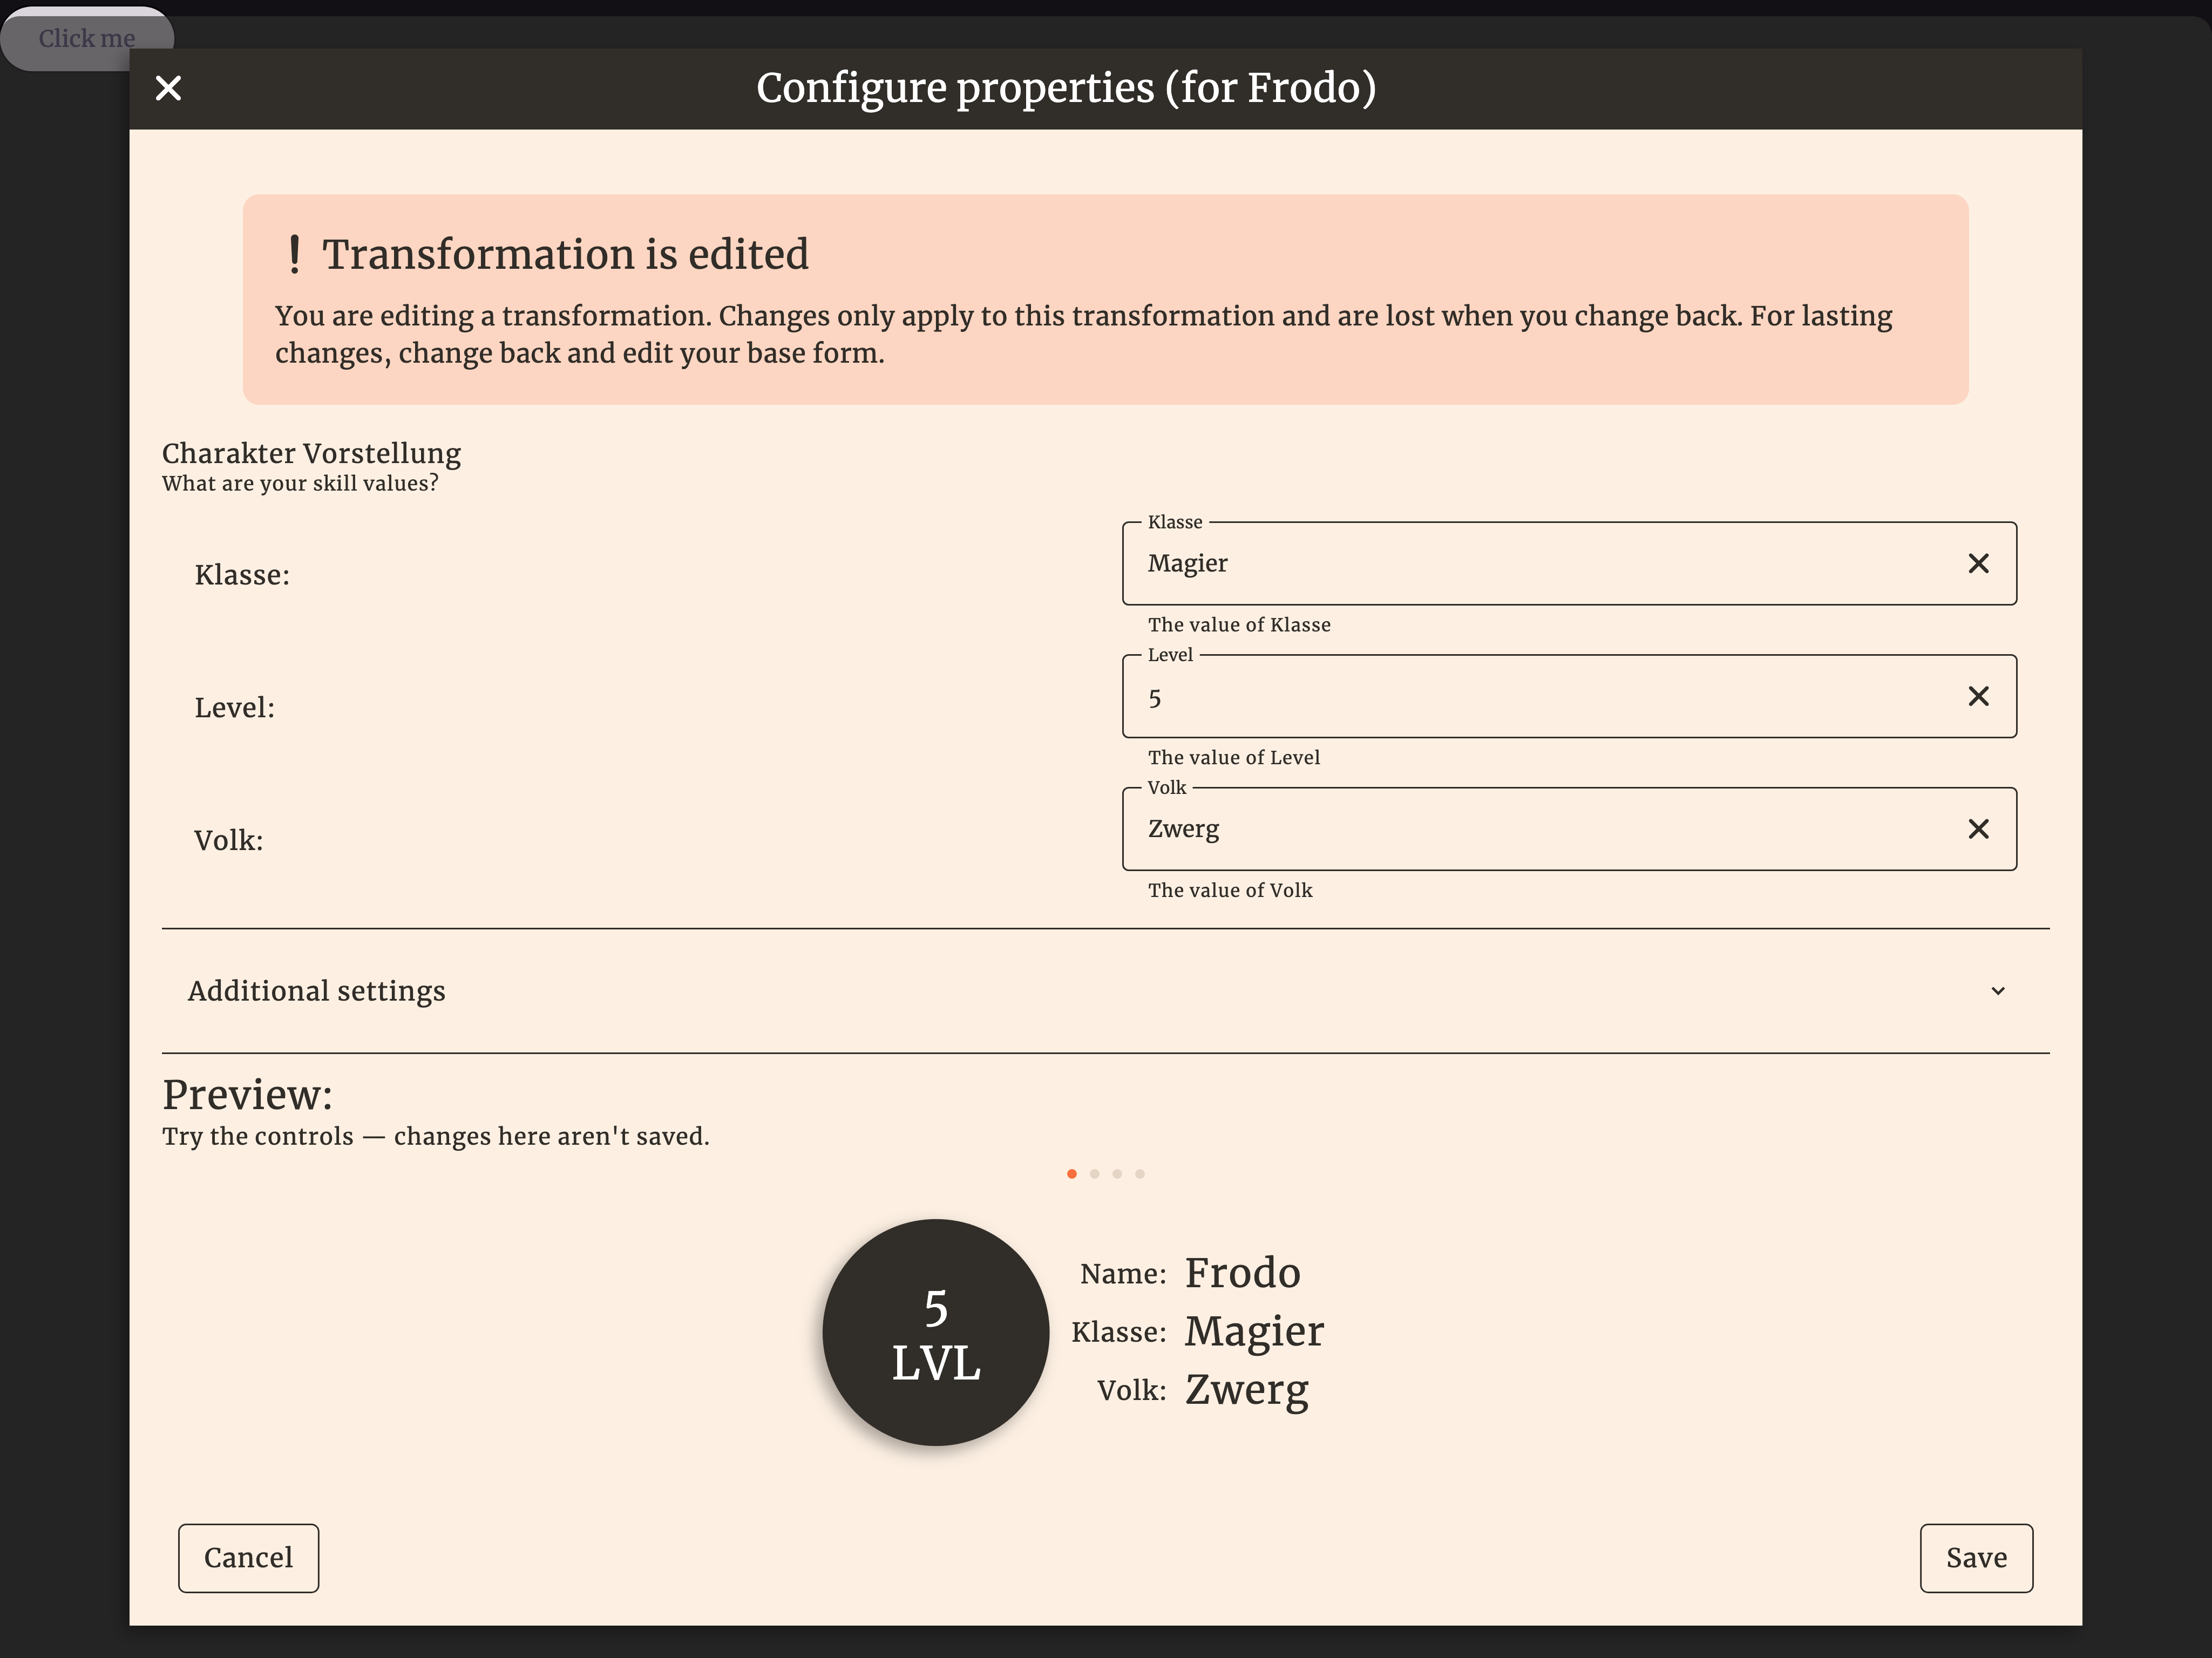 Click me
Configure properties (for Frodo)
! Transformation is edited
You are editing a transformation. Changes only apply to this transformation and are lost when you change back. For lasting
changes, change back and edit your base form.
Charakter Vorstellung
What are your skill values?
Klasse
Klasse:
Magier
The value of Klasse
Level
Level:
5
The value of Level
Volk
Volk:
Zwerg
The value of Volk
Additional settings
Preview:
Try the controls — changes here aren't saved.
5
LVL
Name: Frodo
Klasse: Magier
Volk: Zwerg
Cancel
Save